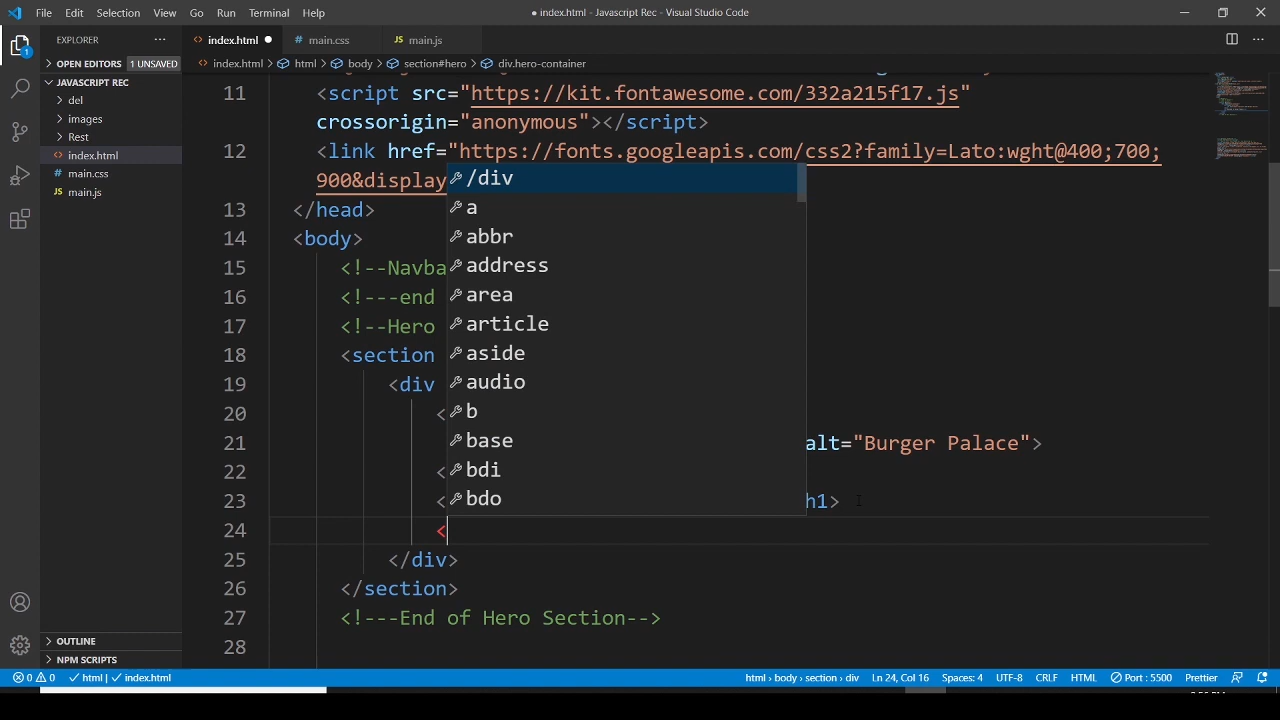 File Edit Selection View Go Run Terminal Help
● index.html - Javascript Rec - Visual Studio Code
EXPLORER
OPEN EDITORS 1 UNSAVED
JAVASCRIPT REC
del
images
Rest
index.html
main.css
main.js
OUTLINE
NPM SCRIPTS
1
index.html main.css main.js
index.html > html > body > section#hero > div.hero-container
11 <script src="https://kit.fontawesome.com/332a215f17.js"
crossorigin="anonymous"></script>
12 <link href="https://fonts.googleapis.com/css2?family=Lato:wght@400;700;
900&display
13 </head>
14 <body>
15 <!--Navba
16 <!---end
17 <!--Hero
18 <section
19 <div
20 <
21 alt="Burger Palace">
22 <
23 < h1>
24 <
25 </div>
26 </section>
27 <!---End of Hero Section-->
28
/div
a
abbr
address
area
article
aside
audio
b
base
bdi
bdo
0 0 html | index.html html > body > section > div Ln 24, Col 16 Spaces: 4 UTF-8 CRLF HTML Port : 5500 Prettier